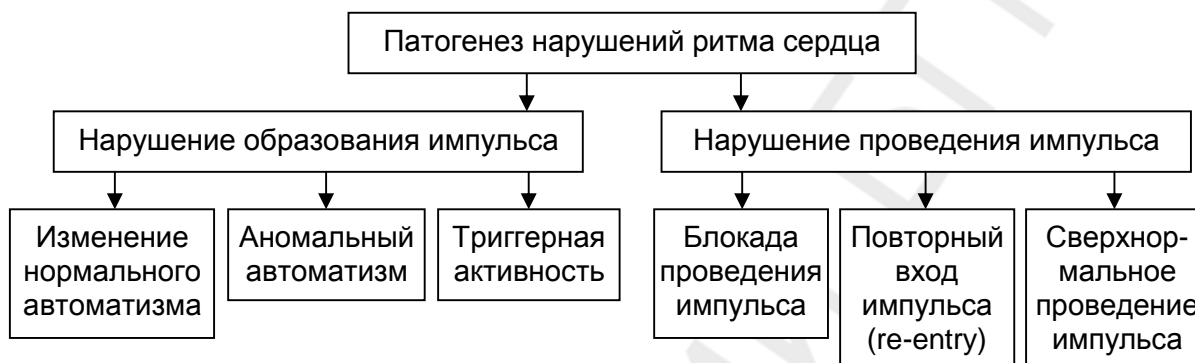 Патогенез нарушений ритма сердца
Нарушение образования импульса
Нарушение проведения импульса
Изменение
нормального
автоматизма
Аномальный
автоматизм
Триггерная
активность
Блокада
проведения
импульса
Повторный
вход
импульса
(re-entry)
Сверхнор-
мальное
проведение
импульса